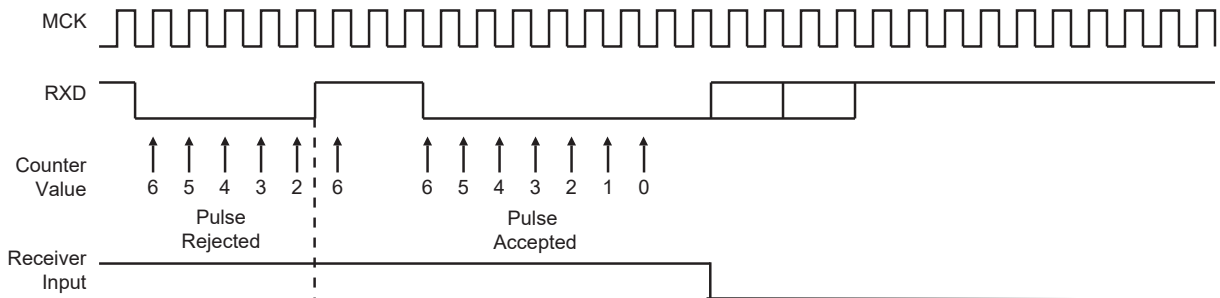 MCK
RXD
Counter
Value
6 5 4 3 2 6 6 5 4 3 2 1 0
Pulse
Rejected
Pulse
Accepted
Receiver
Input